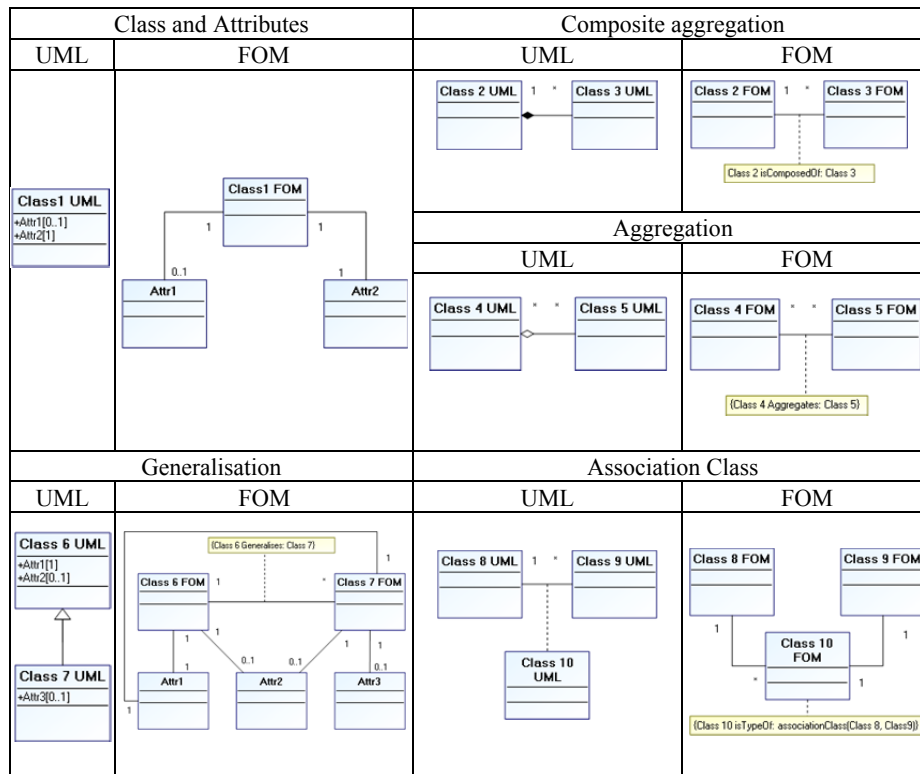 Class and Attributes
UML
FOM
Class1 UML
+Attr1[0..1]
+Attr2[1]
Class1 FOM
1
1
0..1
1
Attr1
Attr2
Composite aggregation
UML
FOM
Class 2 UML
1
*
Class 3 UML
Class 2 FOM
1
*
Class 3 FOM
Class 2 isComposedOf: Class 3
Aggregation
UML
FOM
Class 4 UML
*
*
Class 5 UML
Class 4 FOM
*
*
Class 5 FOM
{Class 4 Aggregates: Class 5}
Generalisation
UML
FOM
Class 6 UML
+Attr1[1]
+Attr2[0..1]
Class 7 UML
+Attr3[0..1]
{Class 6 Generalises: Class 7}
1
Class 6 FOM
1
*
Class 7 FOM
1
1
1
1
1
0..1
0..1
0..1
Attr1
Attr2
Attr3
1
Association Class
UML
FOM
Class 8 UML
1
*
Class 9 UML
Class 10
UML
Class 8 FOM
Class 9 FOM
1
1
Class 10
FOM
*
1
{Class 10 isTypeOf: associationClass(Class 8, Class9)}